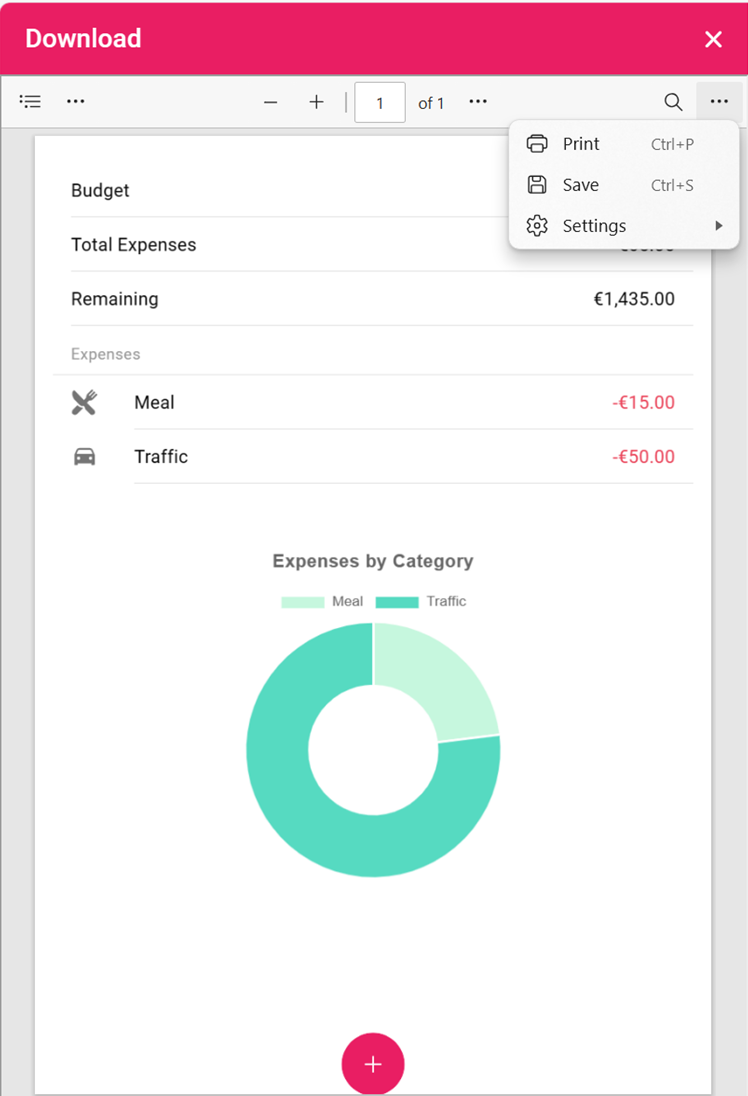 Download
1 of 1
Print Ctrl+P
Save Ctrl+S
Settings
Budget
Total Expenses
Remaining €1,435.00
Expenses
Meal -€15.00
Traffic -€50.00
Expenses by Category
Meal Traffic